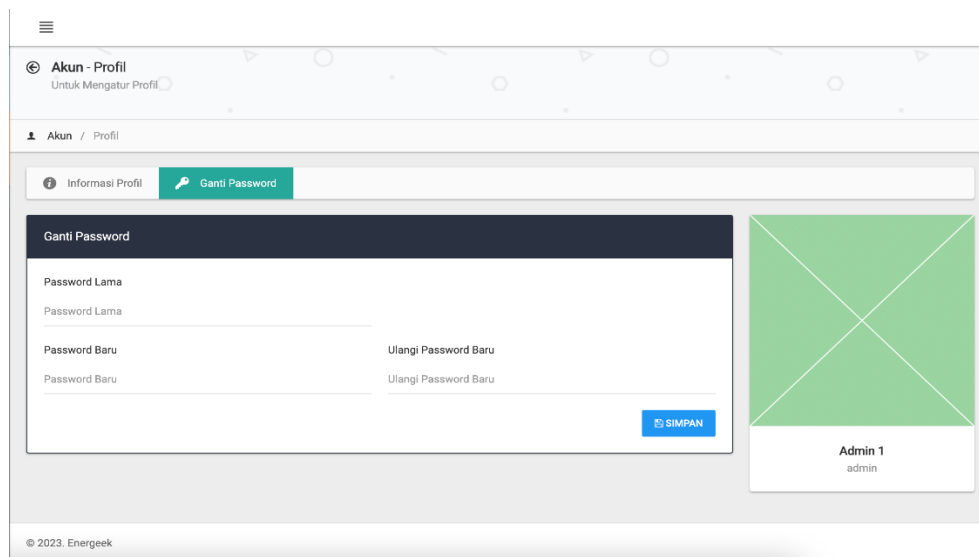 Akun - Profil
Untuk Mengatur Profil
Akun / Profil
Informasi Profil
Ganti Password
Ganti Password
Password Lama
Password Lama
Password Baru
Ulangi Password Baru
Password Baru
Ulangi Password Baru
SIMPAN
Admin 1
admin
© 2023. Energeek